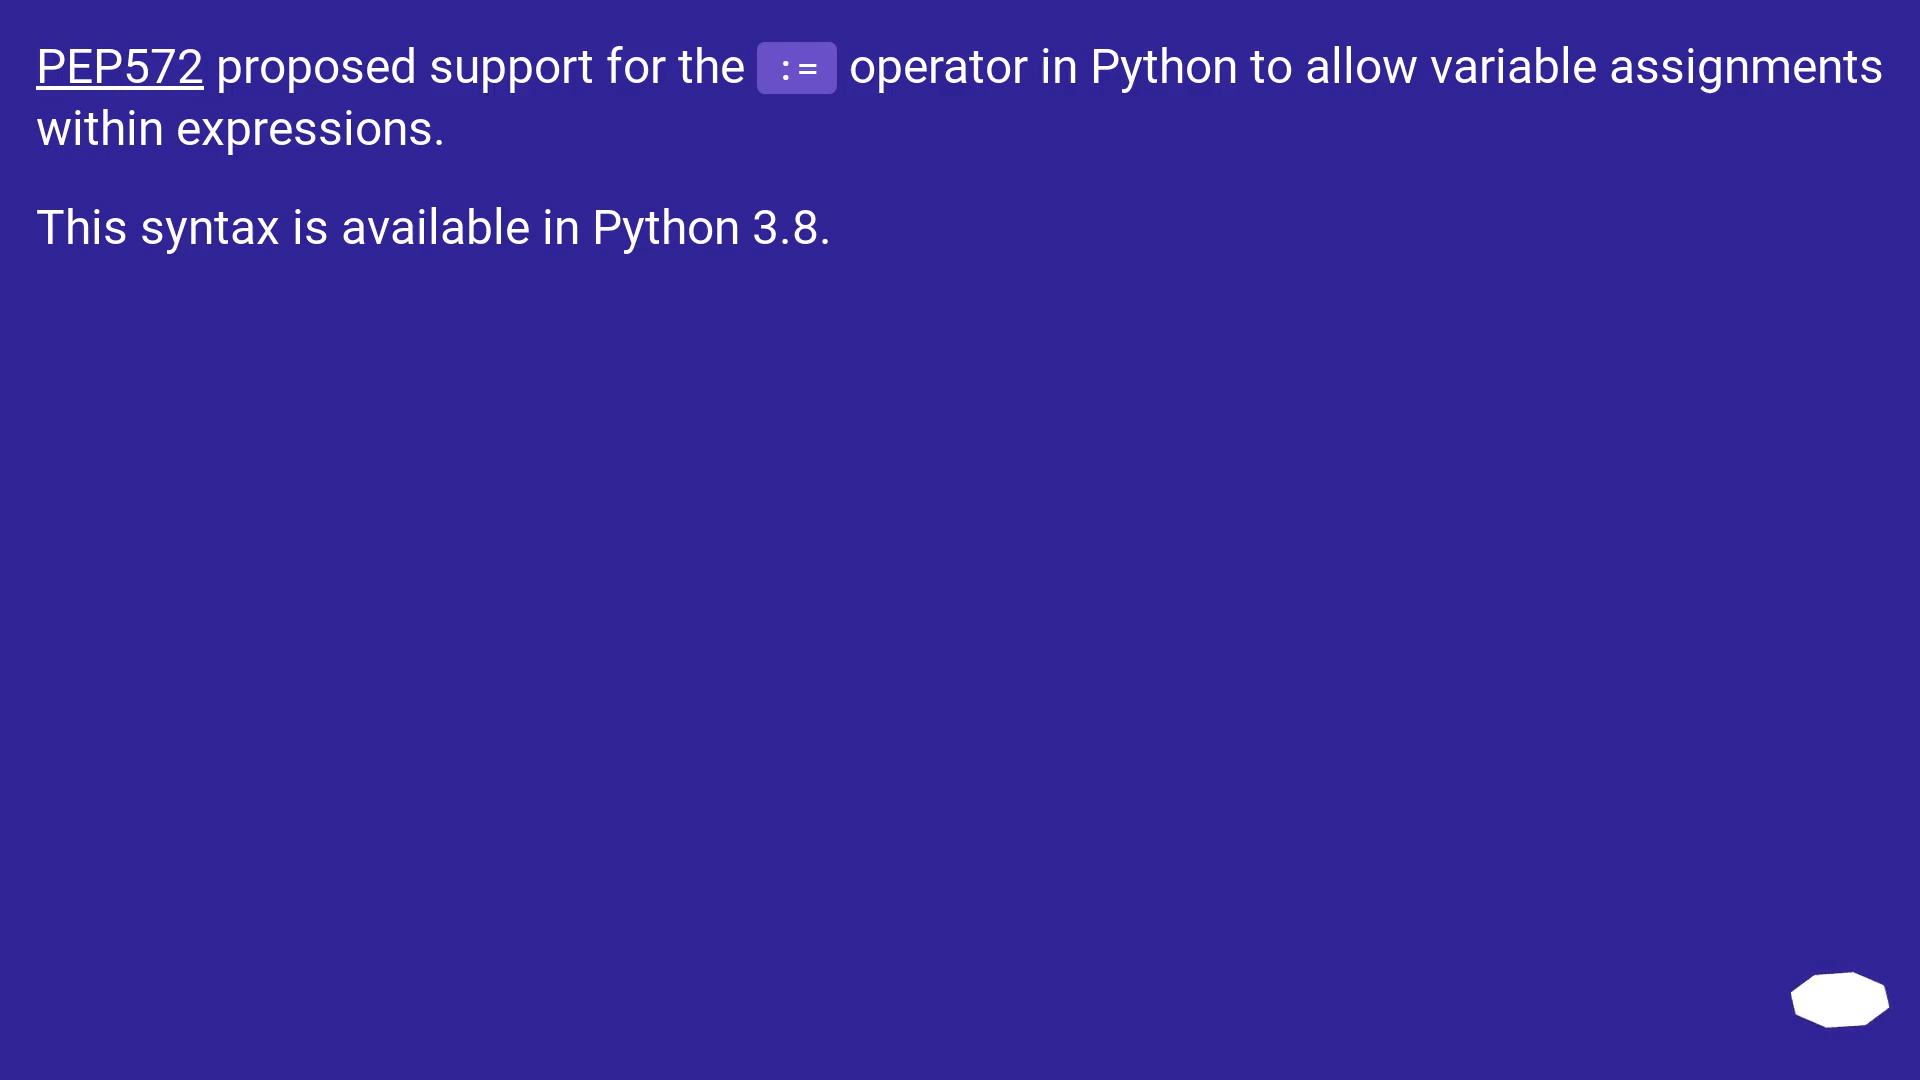 PEP572 proposed support for the := operator in Python to allow variable assignments
within expressions.
This syntax is available in Python 3.8.